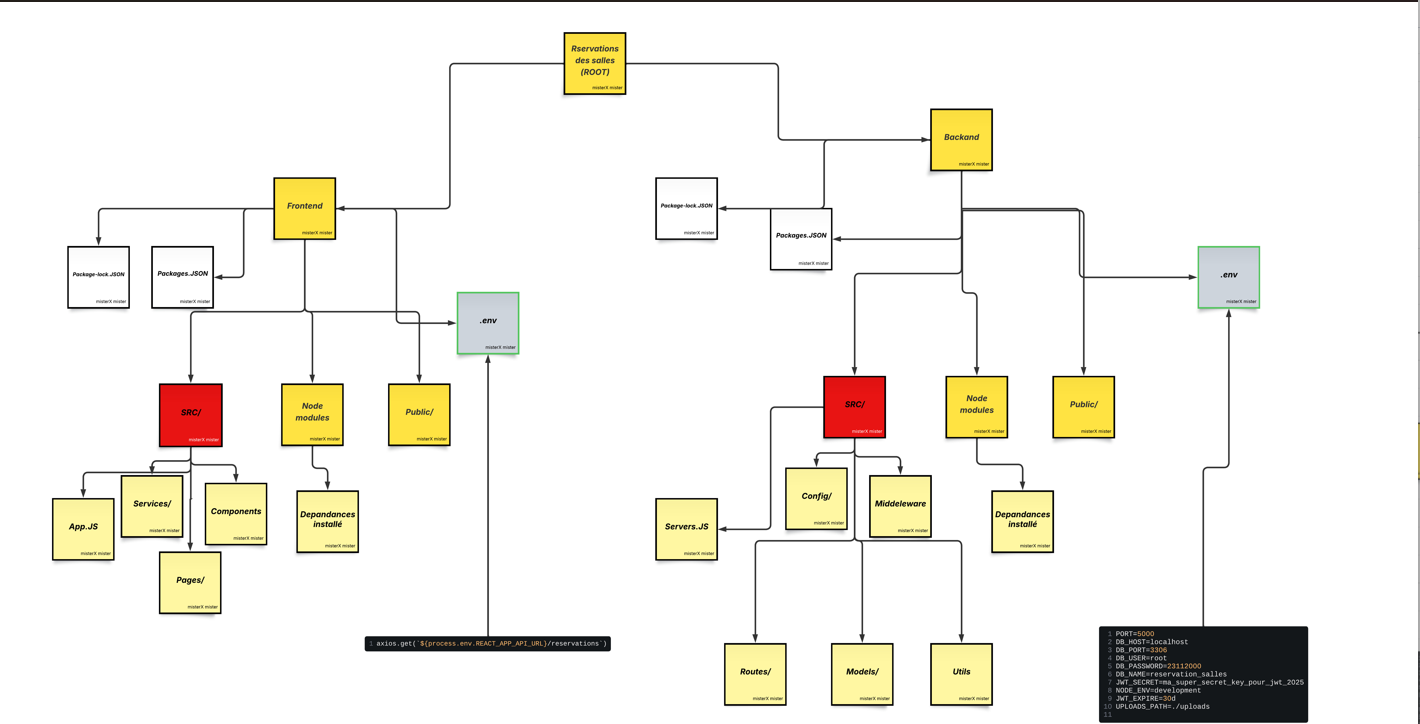 Rservations
des salles
(ROOT)
misterX mister
Backand
misterX mister
Frontend
misterX mister
Package-lock.JSON
misterX mister
Packages.JSON
misterX mister
Package-lock.JSON
misterX mister
Packages.JSON
misterX mister
.env
misterX mister
.env
misterX mister
SRC/
misterX mister
Node
modules
misterX mister
Public/
misterX mister
SRC/
misterX mister
Node
modules
misterX mister
Public/
misterX mister
App.JS
misterX mister
Services/
misterX mister
Components
misterX mister
Pages/
misterX mister
Depandances
installé
misterX mister
Servers.JS
misterX mister
Config/
misterX mister
Middeleware
misterX mister
Depandances
installé
misterX mister
Routes/
misterX mister
Models/
misterX mister
Utils
misterX mister
1 axios.get(`${process.env.REACT_APP_API_URL}/reservations`)
1 PORT=5000
2 DB_HOST=localhost
3 DB_PORT=3306
4 DB_USER=root
5 DB_PASSWORD=23112000
6 DB_NAME=reservation_salles
7 JWT_SECRET=ma_super_secret_key_pour_jwt_2025
8 NODE_ENV=development
9 JWT_EXPIRE=30d
10 UPLOADS_PATH=./uploads
11